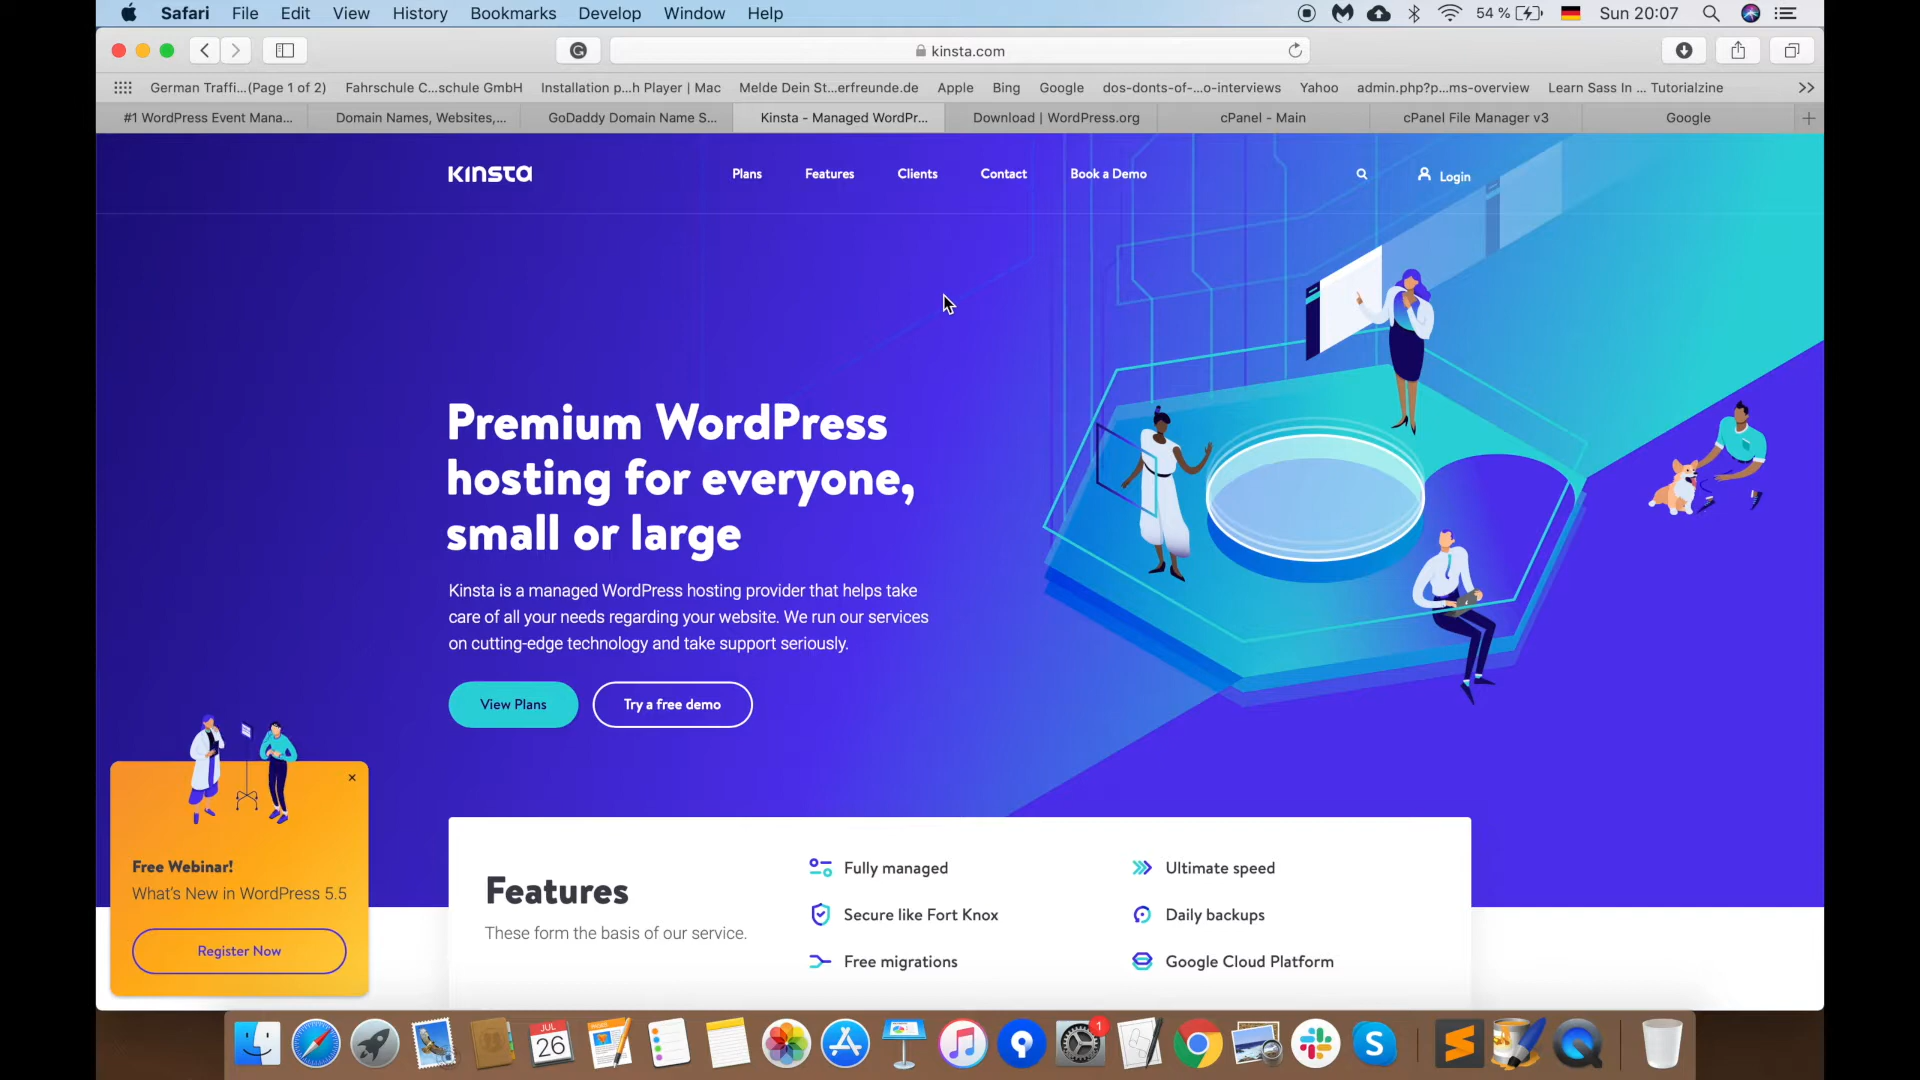 Safari File Edit View History Bookmarks Develop Window Help 54 % Sun 20:07
kinsta.com
German Traffi...(Page 1 of 2) Fahrschule C...schule GmbH Installation p...h Player | Mac Melde Dein St...erfreunde.de Apple Bing Google dos-donts-of-...o-interviews Yahoo admin.php?p...ms-overview Learn Sass In ... Tutorialzine
#1 WordPress Event Mana... Domain Names, Websites,... GoDaddy Domain Name S... Kinsta - Managed WordPr... Download | WordPress.org cPanel - Main cPanel File Manager v3 Google
KINSTA Plans Features Clients Contact Book a Demo Login
Premium WordPress
hosting for everyone,
small or large
Kinsta is a managed WordPress hosting provider that helps take
care of all your needs regarding your website. We run our services
on cutting-edge technology and take support seriously.
View Plans Try a free demo
Free Webinar!
What's New in WordPress 5.5
Register Now
Features
These form the basis of our service.
Fully managed Ultimate speed
Secure like Fort Knox Daily backups
Free migrations Google Cloud Platform
JUL
26
PAGES
1